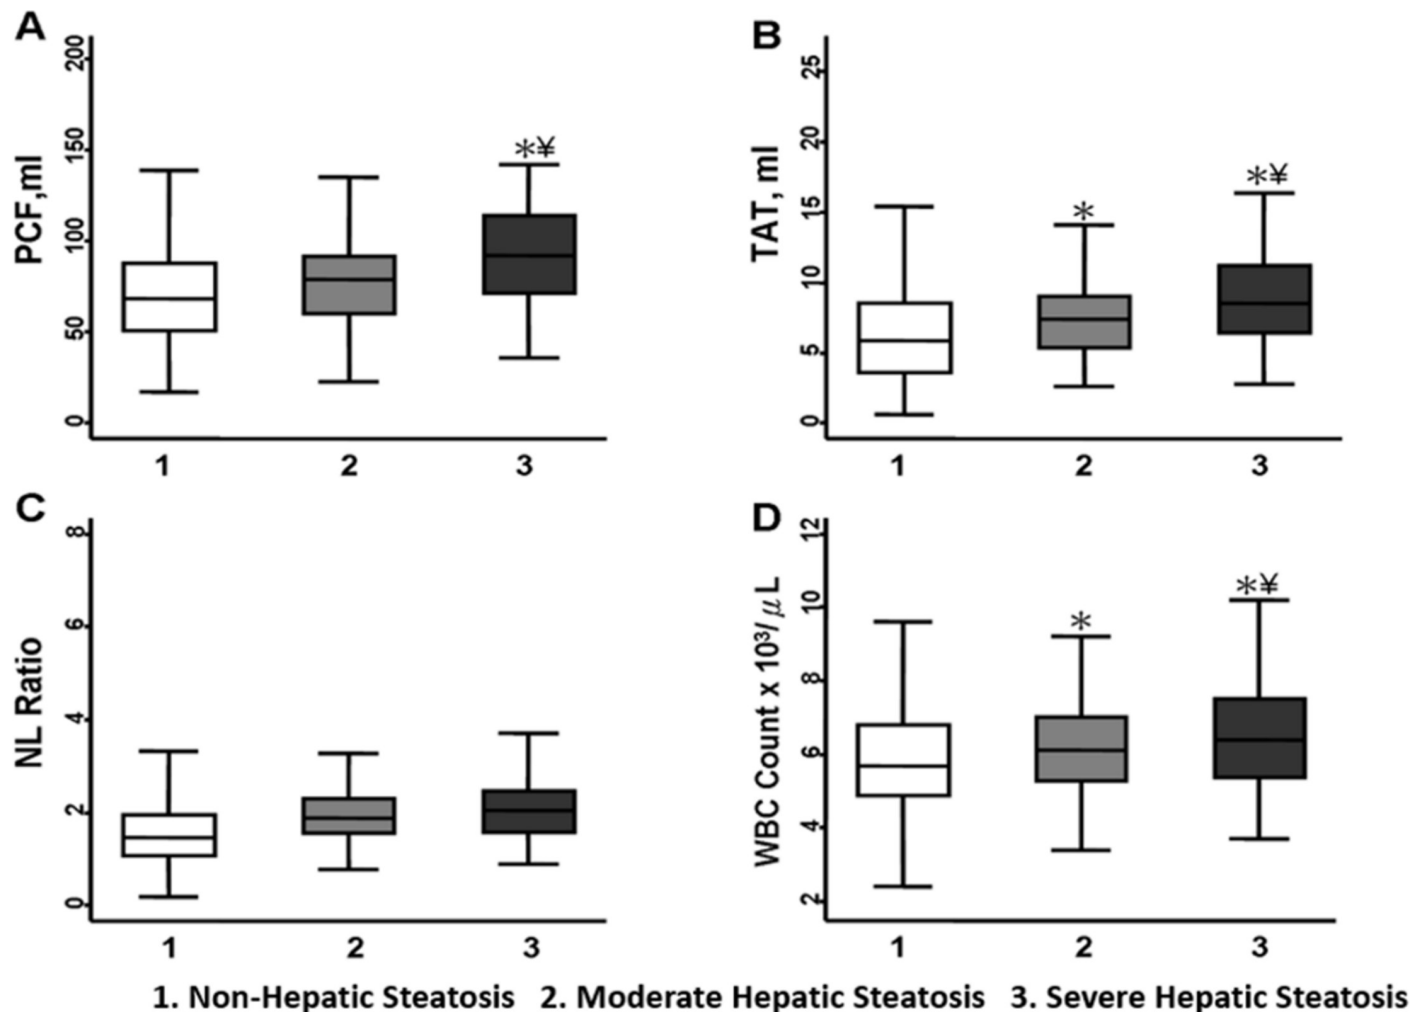 A
PCF,ml
200
150
100
50
0
*¥
1 2 3
B
TAT, ml
25
20
15
10
5
0
*
*¥
1 2 3
C
NL Ratio
8
6
4
2
0
1 2 3
D
WBC Count x 10³/μL
12
10
8
6
4
2
*
*¥
1 2 3
1. Non-Hepatic Steatosis 2. Moderate Hepatic Steatosis 3. Severe Hepatic Steatosis